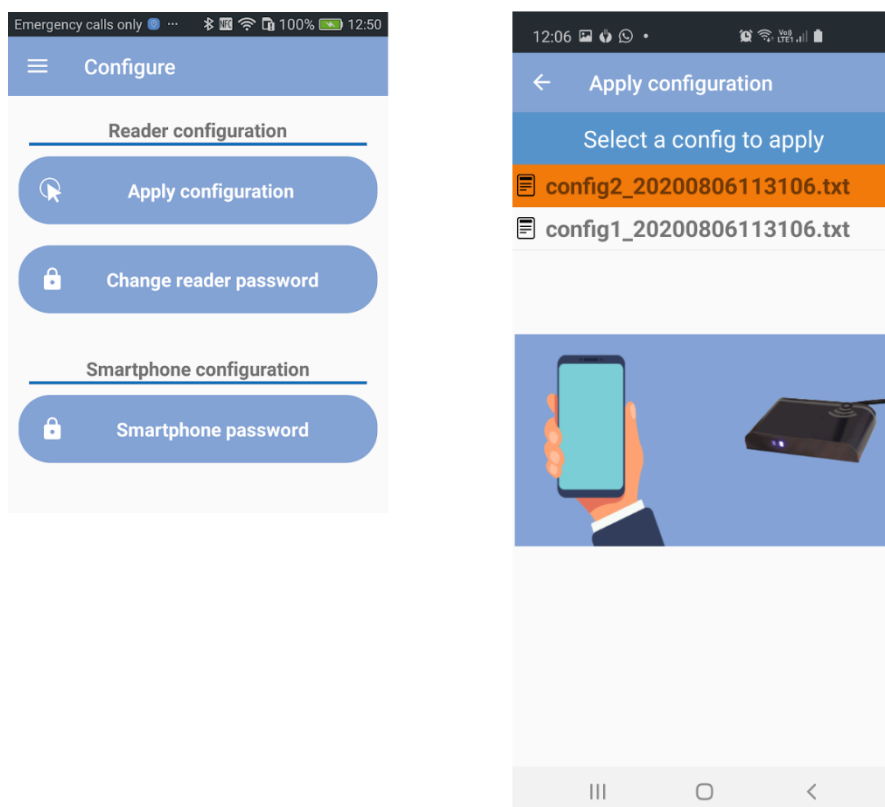 Emergency calls only ... 100% 12:50
Configure
Reader configuration
Apply configuration
Change reader password
Smartphone configuration
Smartphone password
12:06
Apply configuration
Select a config to apply
config2_20200806113106.txt
config1_20200806113106.txt